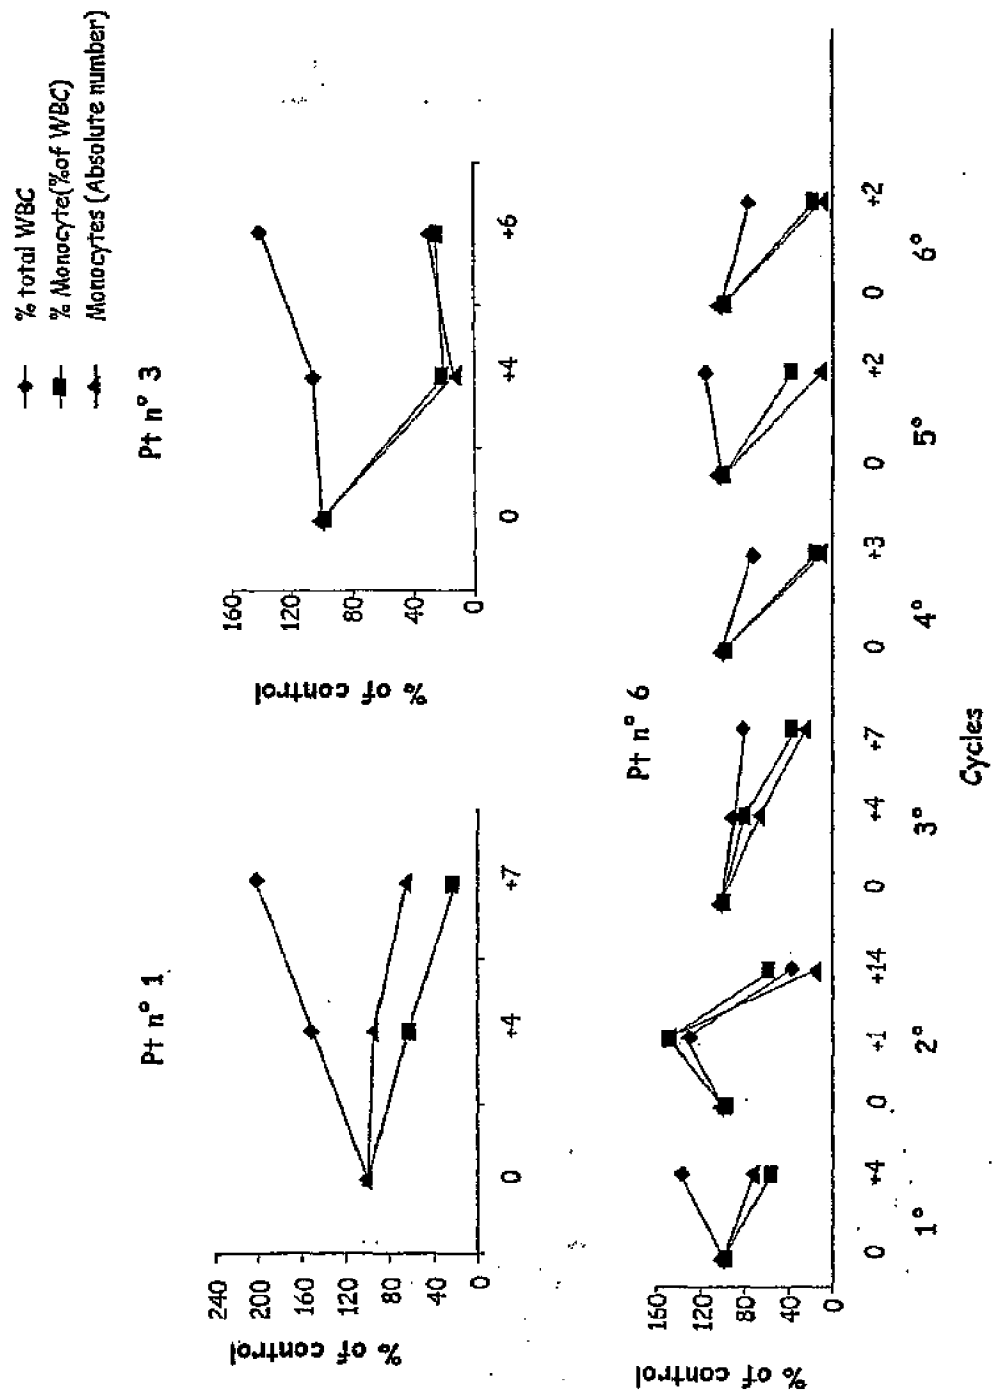 % total WBC
% Monocyte(%of WBC)
Monocytes (Absolute number)
Pt n° 1
% of control
240
200
160
120
80
40
0
0 +4 +7
Pt n° 3
% of control
160
120
80
40
0
0 +4 +6
Pt n° 6
% of control
160
120
80
40
0
0 +4 0 +1 +14 0 +4 +7 0 +3 0 +2 0 +2
1° 2° 3° 4° 5° 6°
Cycles